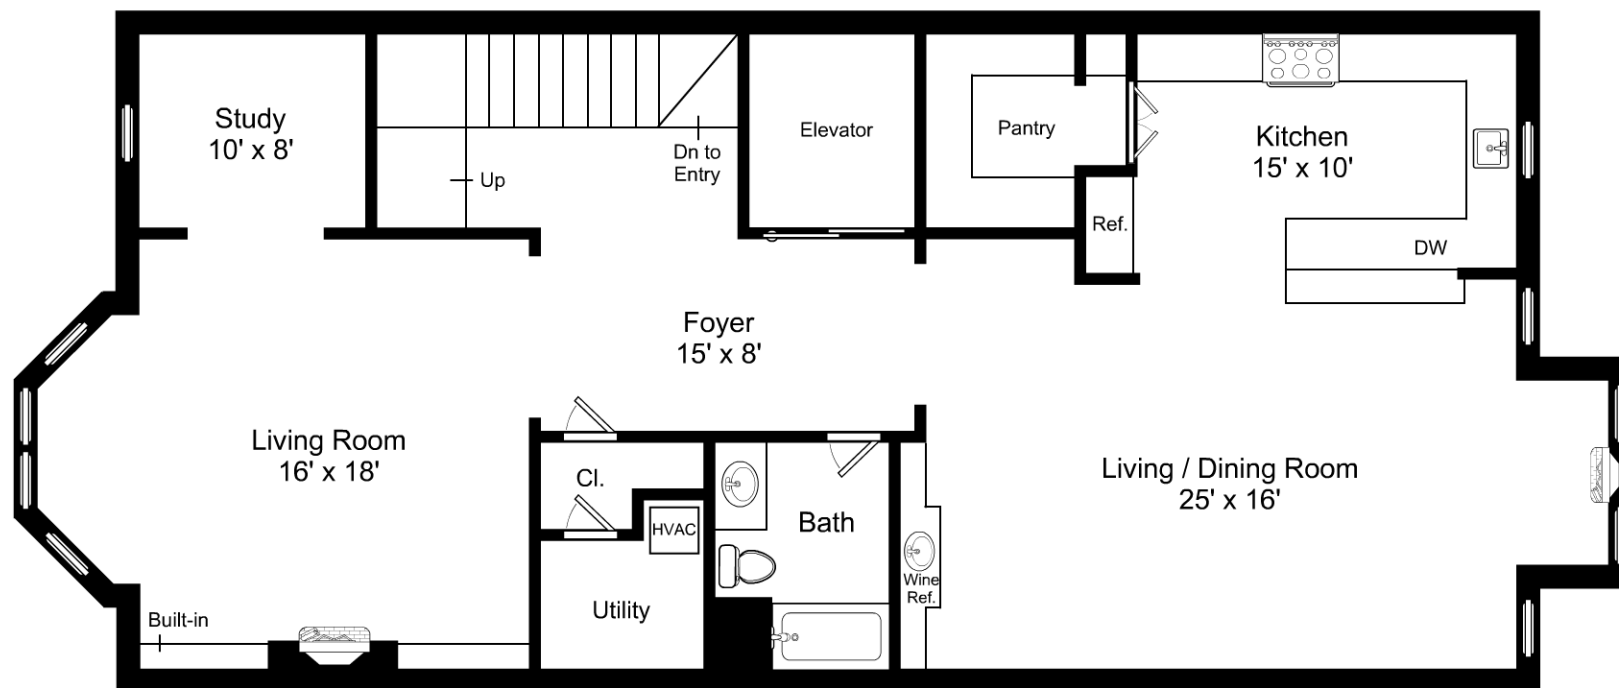 Study
10' x 8'
Up
Dn to
Entry
Elevator
Pantry
Ref.
Kitchen
15' x 10'
DW
Foyer
15' x 8'
Living Room
16' x 18'
Built-in
Cl.
HVAC
Utility
Bath
Wine
Ref.
Living / Dining Room
25' x 16'